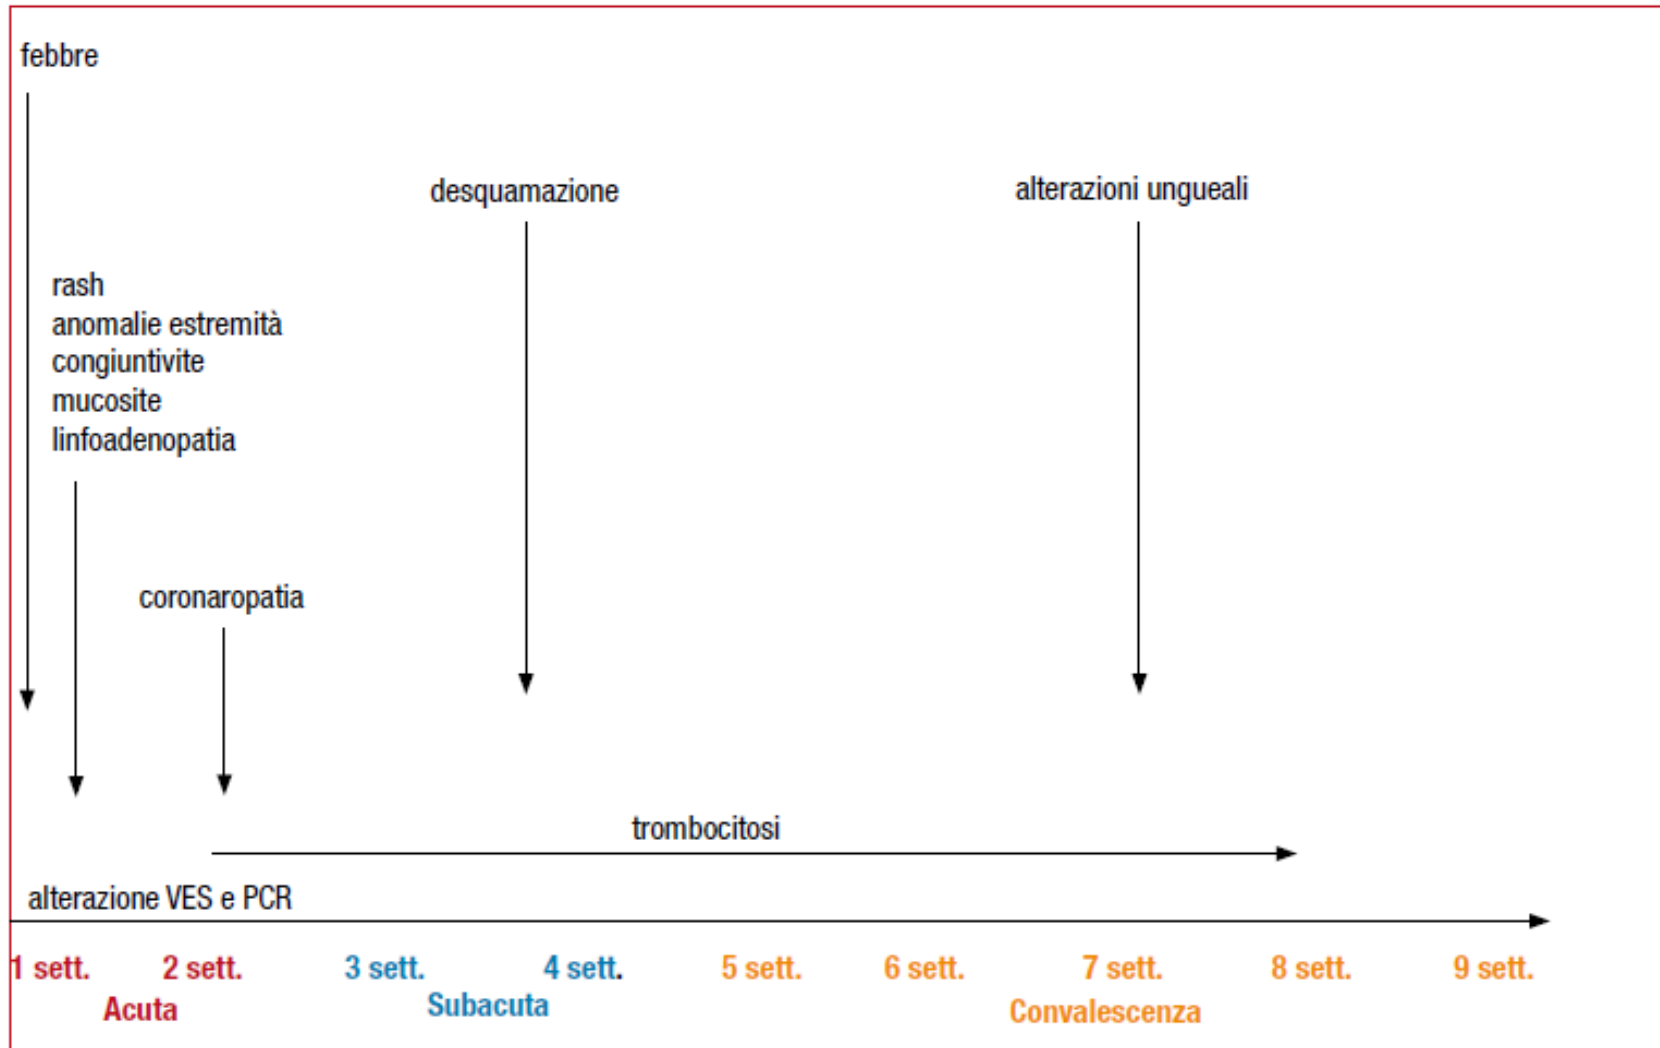 febbre
desquamazione
alterazioni ungueali
rash
anomalie estremità
congiuntivite
mucosite
linfoadenopatia
coronaropatia
trombocitosi
alterazione VES e PCR
1 sett. 2 sett. 3 sett. 4 sett. 5 sett. 6 sett. 7 sett. 8 sett. 9 sett.
Acuta Subacuta Convalescenza